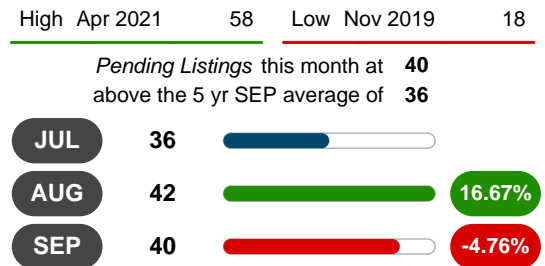 High Apr 2021 58 Low Nov 2019 18
Pending Listings this month at 40
above the 5 yr SEP average of 36
JUL 36
AUG 42 16.67%
SEP 40 -4.76%